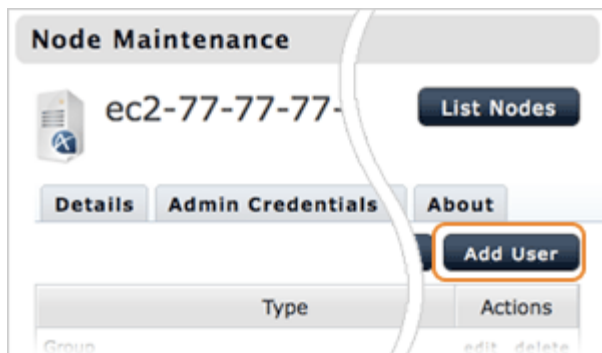 Node Maintenance
ec2-77-77-77-
List Nodes
Details Admin Credentials About
Add User
Type Actions
Group edit delete